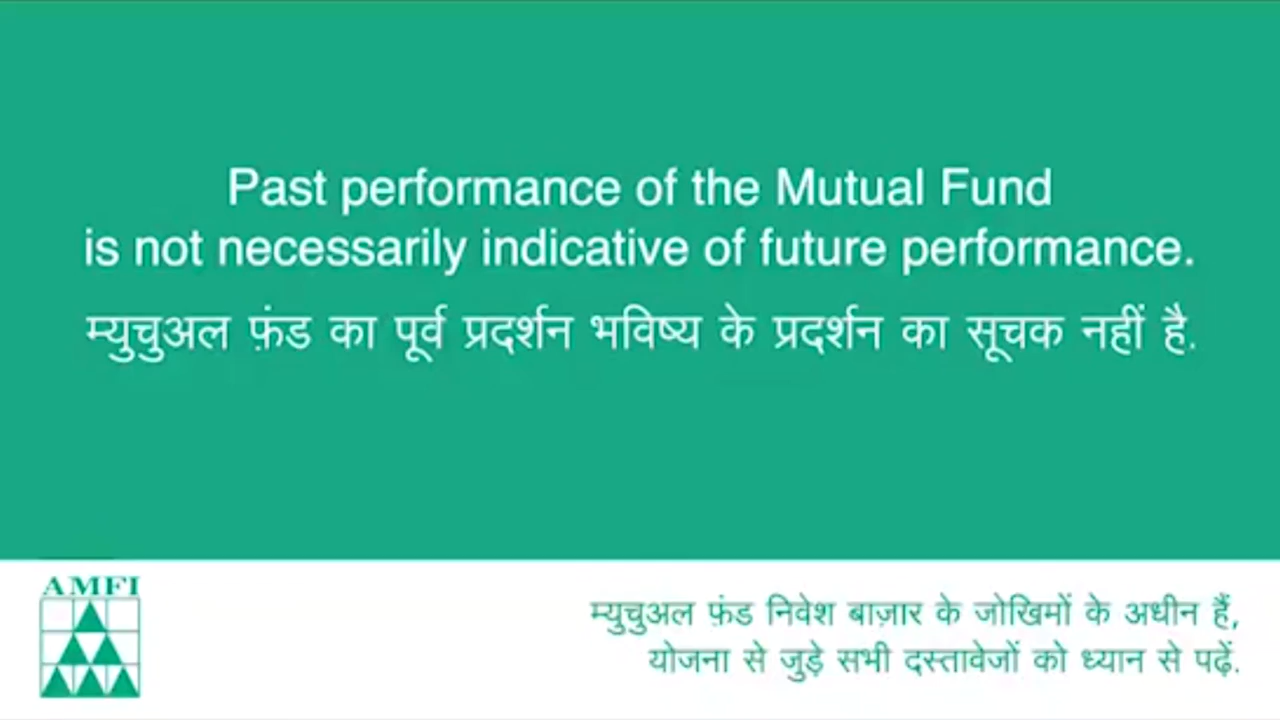 Past performance of the Mutual Fund
is not necessarily indicative of future performance.
म्युचुअल फ़ंड का पूर्व प्रदर्शन भविष्य के प्रदर्शन का सूचक नहीं है.
AMFI
म्युचुअल फ़ंड निवेश बाज़ार के जोखिमों के अधीन हैं,
योजना से जुड़े सभी दस्तावेजों को ध्यान से पढ़ें.